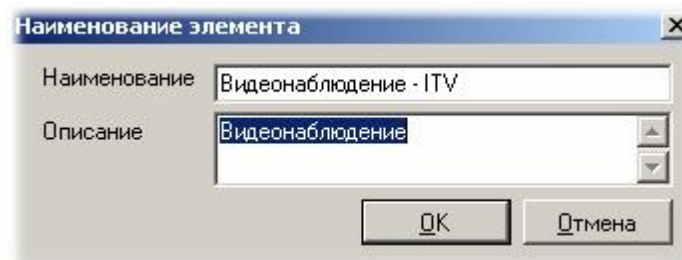 Наименование элемента
Наименование Видеонаблюдение - ITV
Описание Видеонаблюдение
OK Отмена